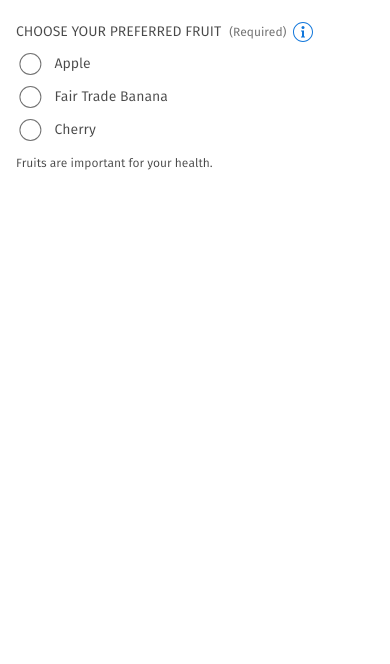 CHOOSE YOUR PREFERRED FRUIT (Required)
Apple
Fair Trade Banana
Cherry
Fruits are important for your health.